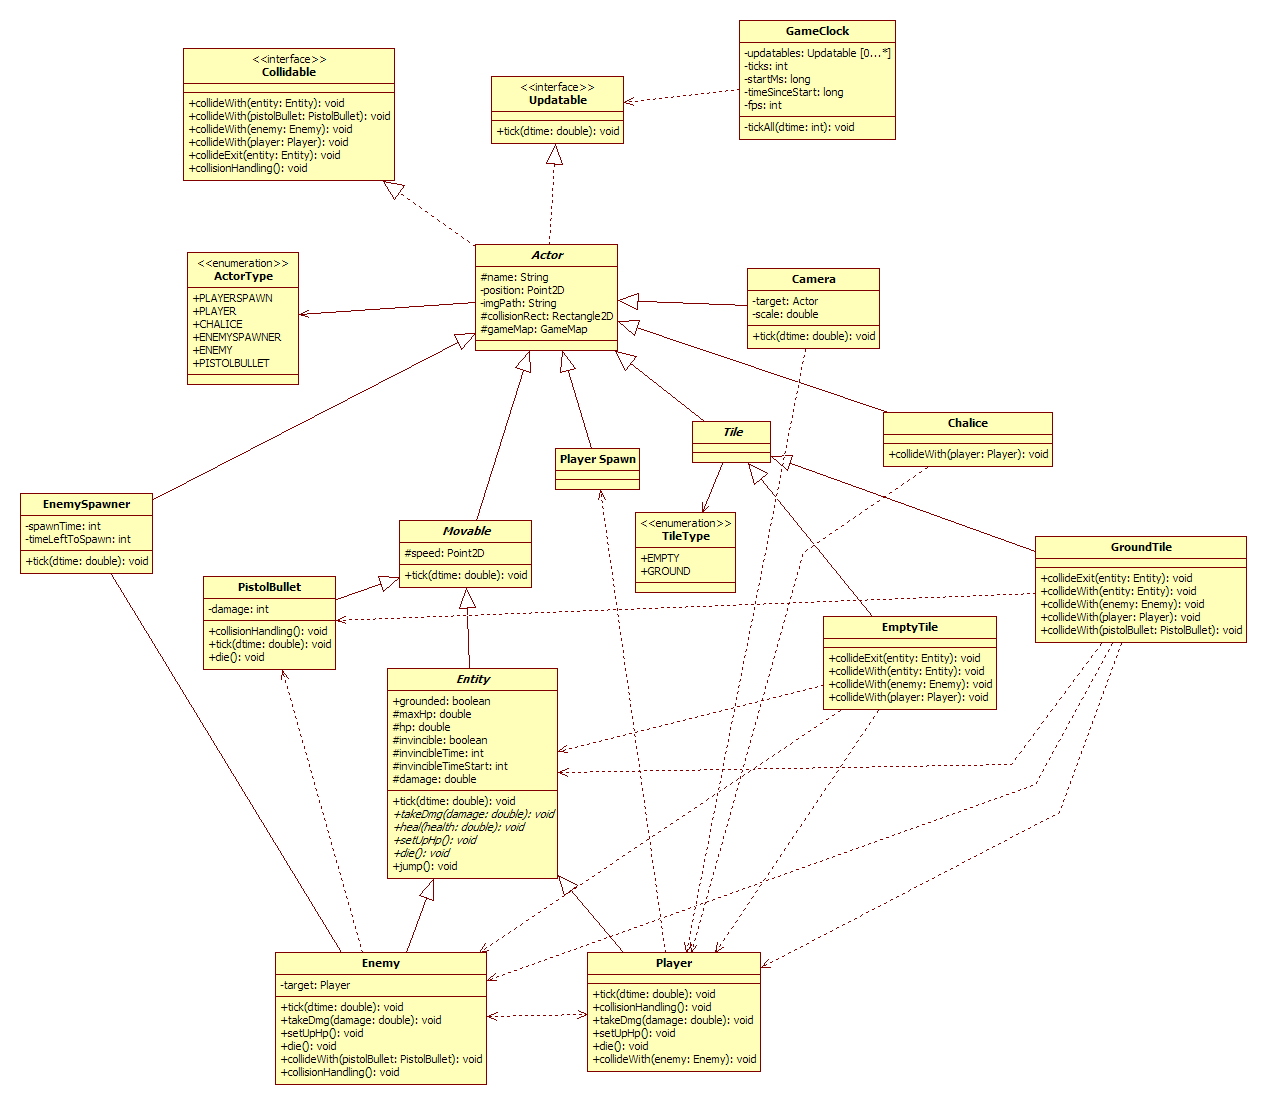 GameClock
-updatables: Updatable [0...*]
-ticks: int
-startMs: long
-timeSinceStart: long
-fps: int
-tickAll(dtime: int): void
<<interface>>
Collidable
+collideWith(entity: Entity): void
+collideWith(pistolBullet: PistolBullet): void
+collideWith(enemy: Enemy): void
+collideWith(player: Player): void
+collideExit(entity: Entity): void
+collisionHandling(): void
<<interface>>
Updatable
+tick(dtime: double): void
<<enumeration>>
ActorType
+PLAYERSPAWN
+PLAYER
+CHALICE
+ENEMYSPAWNER
+ENEMY
+PISTOLBULLET
Actor
#name: String
-position: Point2D
-imgPath: String
#collisionRect: Rectangle2D
#gameMap: GameMap
Camera
-target: Actor
-scale: double
+tick(dtime: double): void
Chalice
+collideWith(player: Player): void
Tile
Player Spawn
EnemySpawner
-spawnTime: int
-timeLeftToSpawn: int
+tick(dtime: double): void
Movable
#speed: Point2D
+tick(dtime: double): void
<<enumeration>>
TileType
+EMPTY
+GROUND
GroundTile
+collideExit(entity: Entity): void
+collideWith(entity: Entity): void
+collideWith(enemy: Enemy): void
+collideWith(player: Player): void
+collideWith(pistolBullet: PistolBullet): void
PistolBullet
-damage: int
+collisionHandling(): void
+tick(dtime: double): void
+die(): void
EmptyTile
+collideExit(entity: Entity): void
+collideWith(entity: Entity): void
+collideWith(enemy: Enemy): void
+collideWith(player: Player): void
Entity
+grounded: boolean
#maxHp: double
#hp: double
#invincible: boolean
#invincibleTime: int
#invincibleTimeStart: int
#damage: double
+tick(dtime: double): void
+takeDmg(damage: double): void
+heal(health: double): void
+setUpHp(): void
+die(): void
+jump(): void
Enemy
-target: Player
+tick(dtime: double): void
+takeDmg(damage: double): void
+setUpHp(): void
+die(): void
+collideWith(pistolBullet: PistolBullet): void
+collisionHandling(): void
Player
+tick(dtime: double): void
+collisionHandling(): void
+takeDmg(damage: double): void
+setUpHp(): void
+die(): void
+collideWith(enemy: Enemy): void